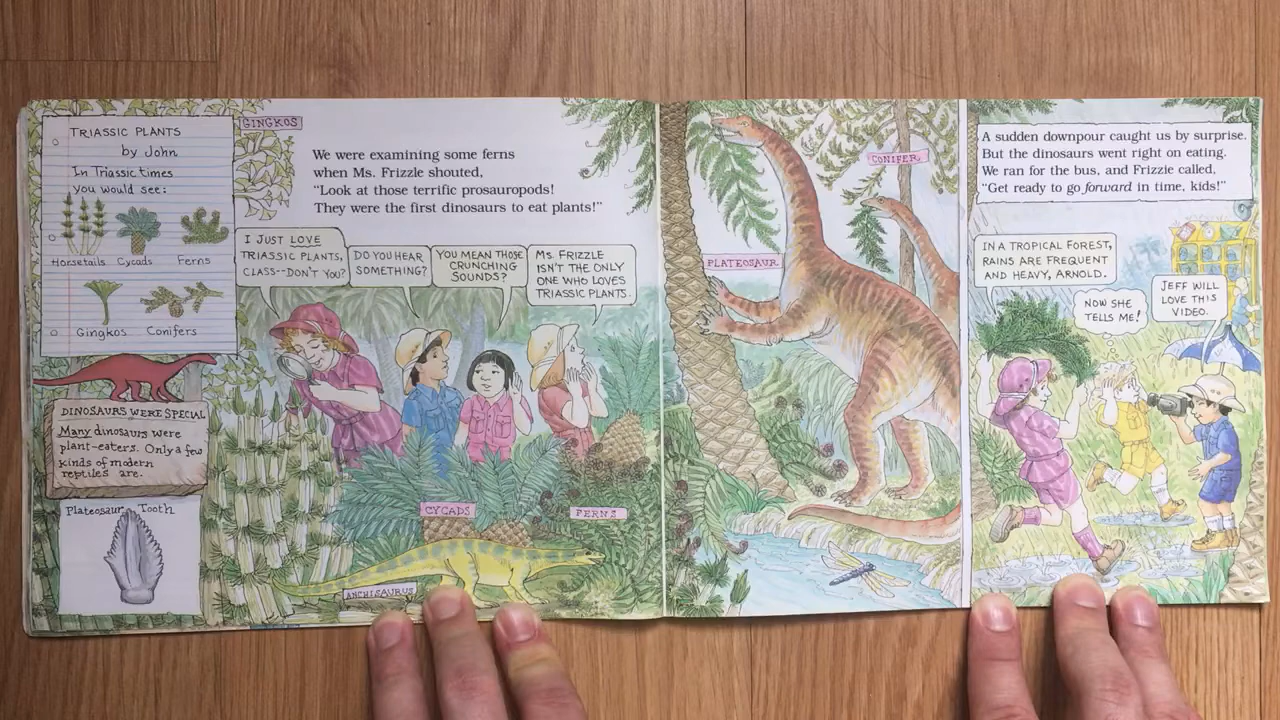 TRIASSIC PLANTS
by John
In Triassic times
you would see:
Horsetails
Cycads
Ferns
Gingkos
Conifers
DINOSAURS WERE SPECIAL
Many dinosaurs were
plant-eaters. Only a few
kinds of modern
reptiles are.
Plateosaur Tooth
GINGKOS
We were examining some ferns
when Ms. Frizzle shouted,
“Look at those terrific prosauropods!
They were the first dinosaurs to eat plants!”
I JUST LOVE
TRIASSIC PLANTS,
CLASS--DON'T YOU?
DO YOU HEAR
SOMETHING?
YOU MEAN THOSE
CRUNCHING
SOUNDS?
MS. FRIZZLE
ISN'T THE ONLY
ONE WHO LOVES
TRIASSIC PLANTS.
CYCADS
FERNS
ANCHISAURUS
CONIFER
PLATEOSAUR
A sudden downpour caught us by surprise.
But the dinosaurs went right on eating.
We ran for the bus, and Frizzie called,
“Get ready to go forward in time, kids!”
IN A TROPICAL FOREST,
RAINS ARE FREQUENT
AND HEAVY, ARNOLD.
NOW SHE
TELLS ME!
JEFF WILL
LOVE THIS
VIDEO.